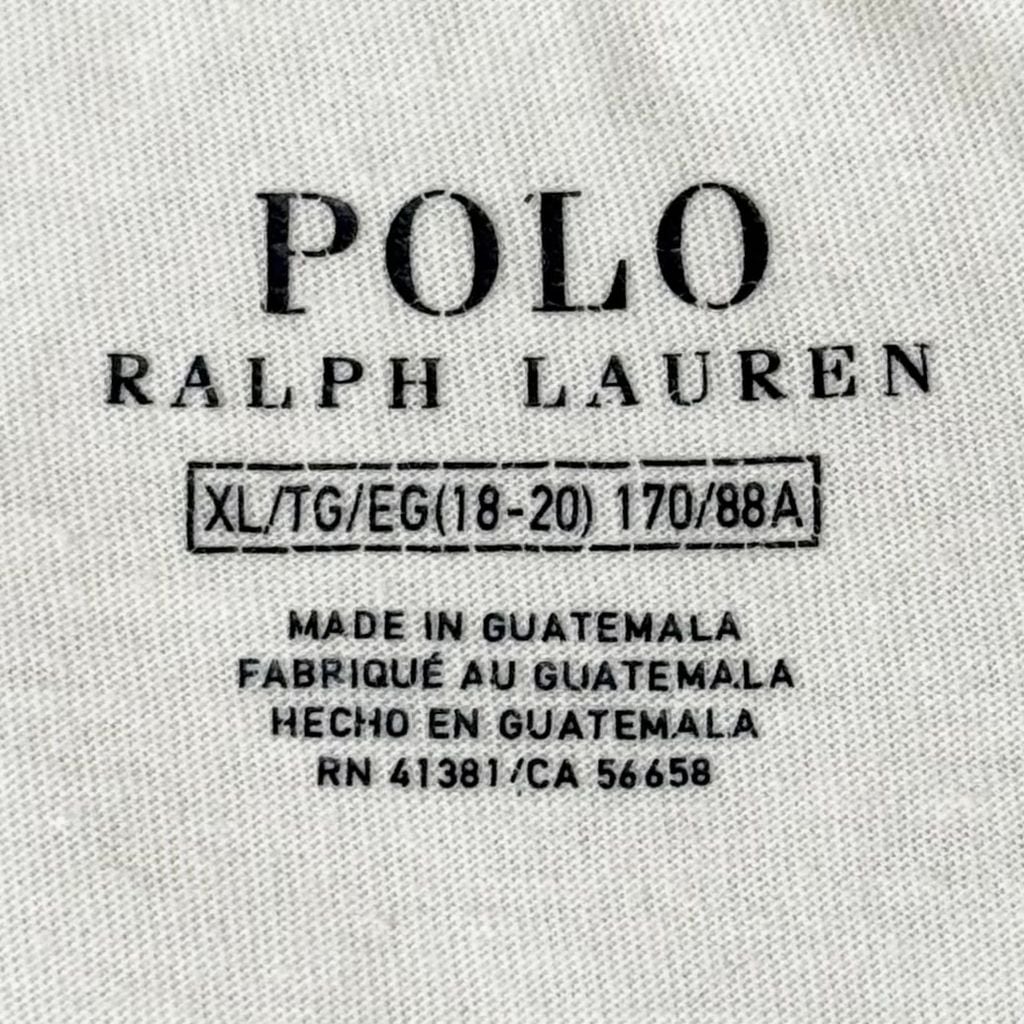 POLO
RALPH LAUREN
XL/TG/EG(18-20) 170/88A
MADE IN GUATEMALA
FABRIQUÉ AU GUATEMALA
HECHO EN GUATEMALA
RN 41381/CA 56658